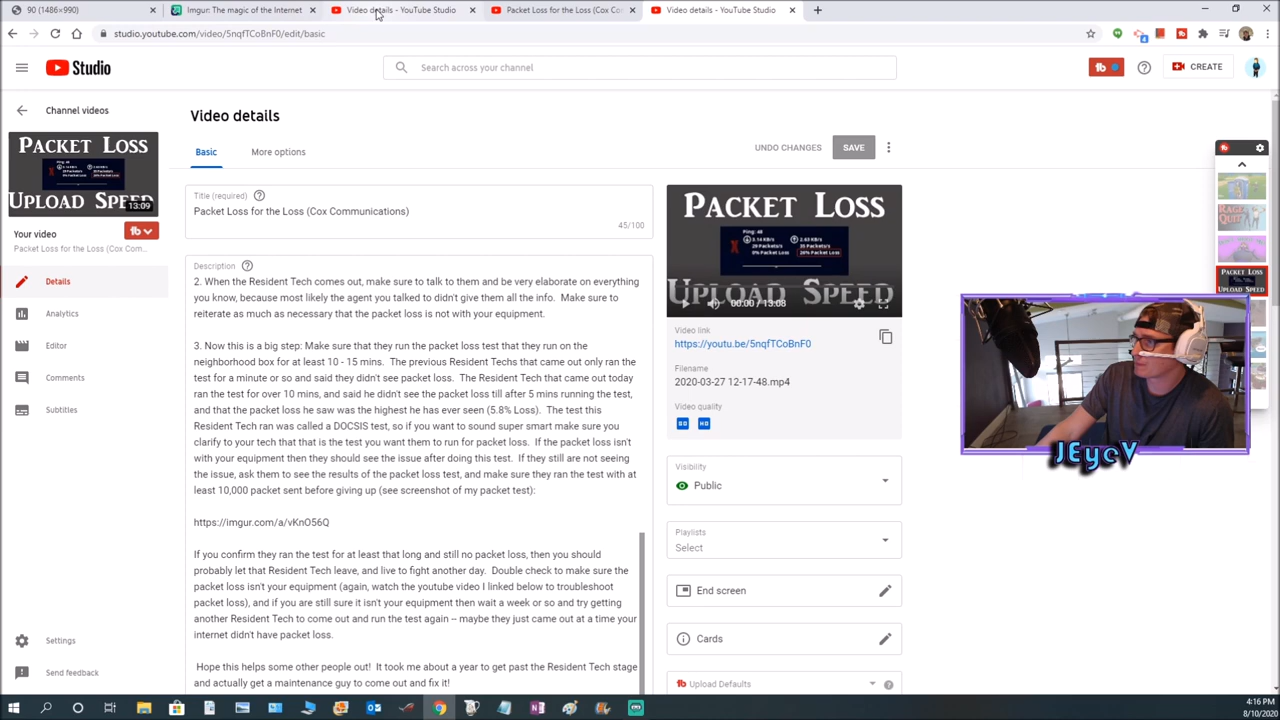 90 (1486×990)
Imgur: The magic of the Internet
Video details - YouTube Studio
Packet Loss for the Loss (Cox Co
Video details - YouTube Studio
studio.youtube.com/video/5nqfTCoBnF0/edit/basic
Studio
Search across your channel
CREATE
Channel videos
PACKET LOSS
UPLOAD SPEED
13:09
Your video
Packet Loss for the Loss (Cox Com...
Details
Analytics
Editor
Comments
Subtitles
Settings
Send feedback
Video details
UNDO CHANGES
SAVE
Basic
More options
Title (required)
Packet Loss for the Loss (Cox Communications)
45/100
Description
2. When the Resident Tech comes out, make sure to talk to them and be very elaborate on everything
you know, because most likely the agent you talked to didn't give them all the info. Make sure to
reiterate as much as necessary that the packet loss is not with your equipment.
3. Now this is a big step: Make sure that they run the packet loss test that they run on the
neighborhood box for at least 10 - 15 mins. The previous Resident Techs that came out only ran the
test for a minute or so and said they didn't see packet loss. The Resident Tech that came out today
ran the test for over 10 mins, and said he didn't see the packet loss till after 5 mins running the test,
and that the packet loss he saw was the highest he has ever seen (5.8% Loss). The test this
Resident Tech ran was called a DOCSIS test, so if you want to sound super smart make sure you
clarify to your tech that that is the test you want them to run for packet loss. If the packet loss isn't
with your equipment then they should see the issue after doing this test. If they still are not seeing
the issue, ask them to see the results of the packet loss test, and make sure they ran the test with at
least 10,000 packet sent before giving up (see screenshot of my packet test):
https://imgur.com/a/vKnO56Q
If you confirm they ran the test for at least that long and still no packet loss, then you should
probably let that Resident Tech leave, and live to fight another day. Double check to make sure the
packet loss isn't your equipment (again, watch the youtube video I linked below to troubleshoot
packet loss), and if you are still sure it isn't your equipment then wait a week or so and try getting
another Resident Tech to come out and run the test again -- maybe they just came out at a time your
internet didn't have packet loss.
Hope this helps some other people out! It took me about a year to get past the Resident Tech stage
and actually get a maintenance guy to come out and fix it!
PACKET LOSS
Ping: 48
UPLOAD SPEED
00:00 / 13:08
Video link
https://youtu.be/5nqfTCoBnF0
Filename
2020-03-27 12-17-48.mp4
Video quality
SD
HD
Visibility
Public
Playlists
Select
End screen
Cards
Upload Defaults
JEyeV
4:16 PM
8/10/2020